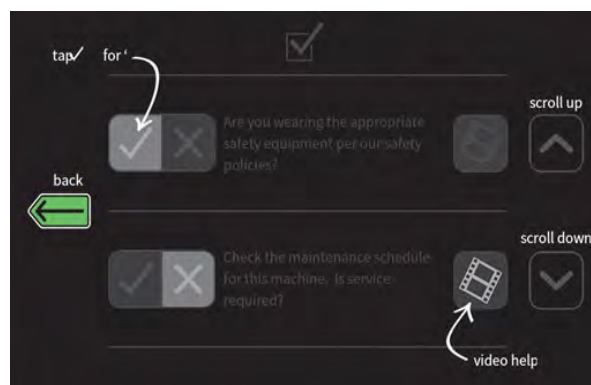 tap✓ for ‘
scroll up
Are you wearing the appropriate
safety equipment per our safety
policies?
back
scroll down
Check the maintenance schedule
for this machine. Is service
required?
video help